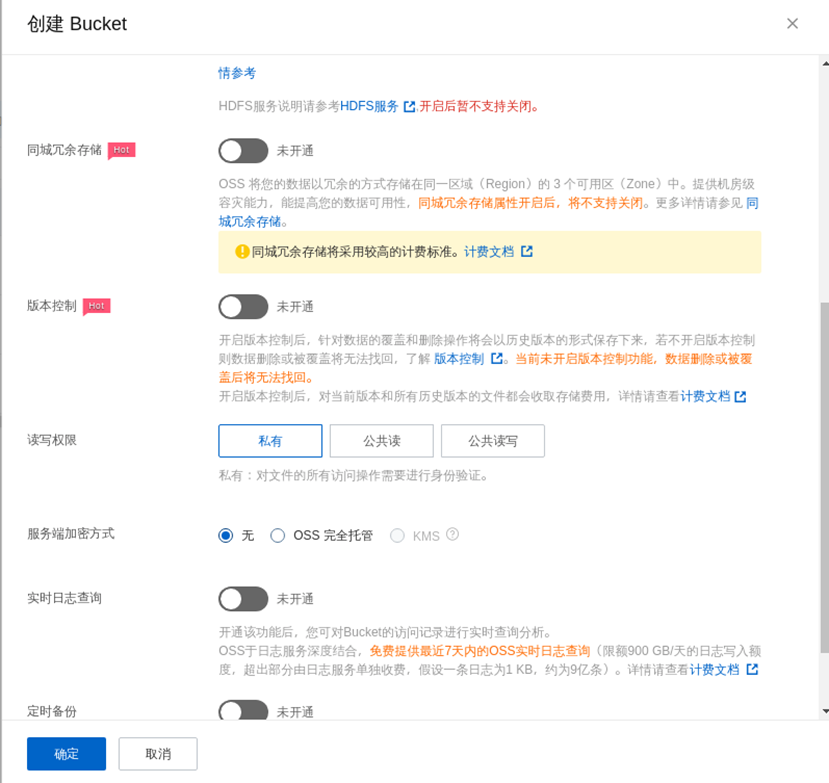 创建 Bucket
情参考
HDFS服务说明请参考HDFS服务,开启后暂不支持关闭。
同城冗余存储 Hot 未开通
OSS 将您的数据以冗余的方式存储在同一区域（Region）的 3 个可用区（Zone）中。提供机房级
容灾能力，能提高您的数据可用性，同城冗余存储属性开启后，将不支持关闭。更多详情请参见 同
城冗余存储。
同城冗余存储将采用较高的计费标准。计费文档
版本控制 Hot 未开通
开启版本控制后，针对数据的覆盖和删除操作将会以历史版本的形式保存下来，若不开启版本控制
则数据删除或被覆盖将无法找回，了解 版本控制 。当前未开启版本控制功能，数据删除或被覆
盖后将无法找回。
开启版本控制后，对当前版本和所有历史版本的文件都会收取存储费用，详情请查看计费文档
读写权限 私有 公共读 公共读写
私有：对文件的所有访问操作需要进行身份验证。
服务端加密方式 无 OSS 完全托管 KMS ?
实时日志查询 未开通
开通该功能后，您可对Bucket的访问记录进行实时查询分析。
OSS于日志服务深度结合，免费提供最近7天内的OSS实时日志查询（限额900 GB/天的日志写入额
度，超出部分由日志服务单独收费，假设一条日志为1 KB，约为9亿条）。详情请查看计费文档
定时备份 未开通
确定 取消